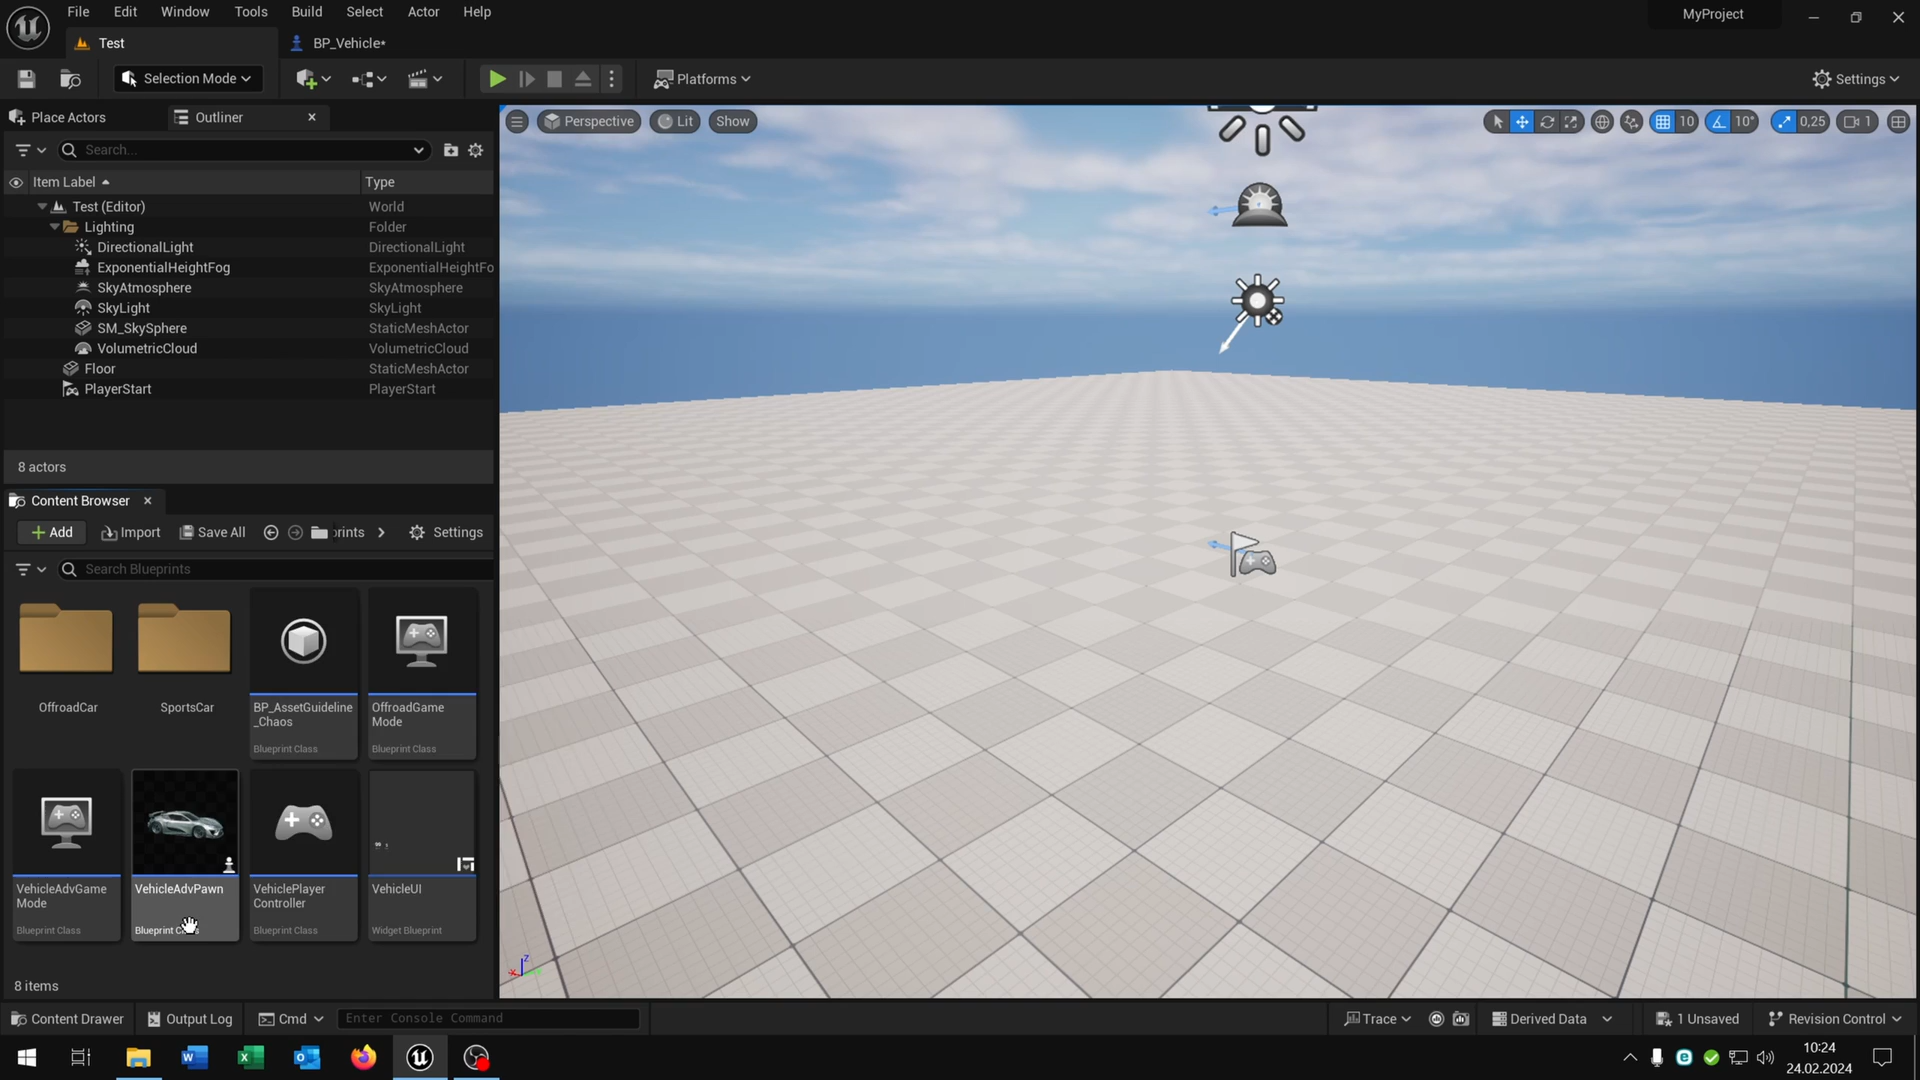 File Edit Window Tools Build Select Actor Help
MyProject
Test
BP_Vehicle*
Selection Mode
Platforms
Settings
Place Actors
Outliner
Perspective
Lit
Show
10
10°
0,25
1
Search...
Item Label
Type
Test (Editor)
World
Lighting
Folder
DirectionalLight
DirectionalLight
ExponentialHeightFog
ExponentialHeightFo
SkyAtmosphere
SkyAtmosphere
SkyLight
SkyLight
SM_SkySphere
StaticMeshActor
VolumetricCloud
VolumetricCloud
Floor
StaticMeshActor
PlayerStart
PlayerStart
8 actors
Content Browser
Add
Import
Save All
prints
Settings
Search Blueprints
OffroadCar
SportsCar
BP_AssetGuideline
_Chaos
Blueprint Class
OffroadGame
Mode
Blueprint Class
VehicleAdvGame
Mode
Blueprint Class
VehicleAdvPawn
Blueprint Class
VehiclePlayer
Controller
Blueprint Class
VehicleUI
Widget Blueprint
8 items
Z
X
Content Drawer
Output Log
Cmd
Enter Console Command
Trace
Derived Data
1 Unsaved
Revision Control
10:24
24.02.2024